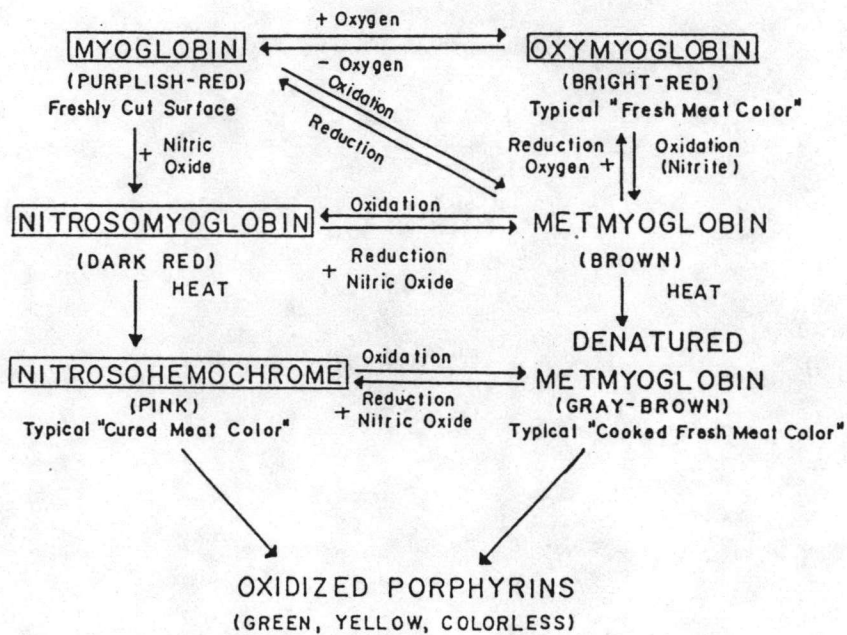 + Oxygen
MYOGLOBIN
OXYMYOGLOBIN
- Oxygen
(PURPLISH-RED)
Freshly Cut Surface
(BRIGHT-RED)
Typical "Fresh Meat Color"
Oxidation
Reduction
+ Nitric
Oxide
Reduction
Oxygen +
Oxidation
(Nitrite)
NITROSOMYOGLOBIN
Oxidation
METMYOGLOBIN
(DARK RED)
+ Reduction
Nitric Oxide
(BROWN)
HEAT
HEAT
DENATURED
NITROSOHEMOCHROME
Oxidation
METMYOGLOBIN
(PINK)
+ Reduction
Nitric Oxide
(GRAY-BROWN)
Typical "Cured Meat Color"
Typical "Cooked Fresh Meat Color"
OXIDIZED PORPHYRINS
(GREEN, YELLOW, COLORLESS)